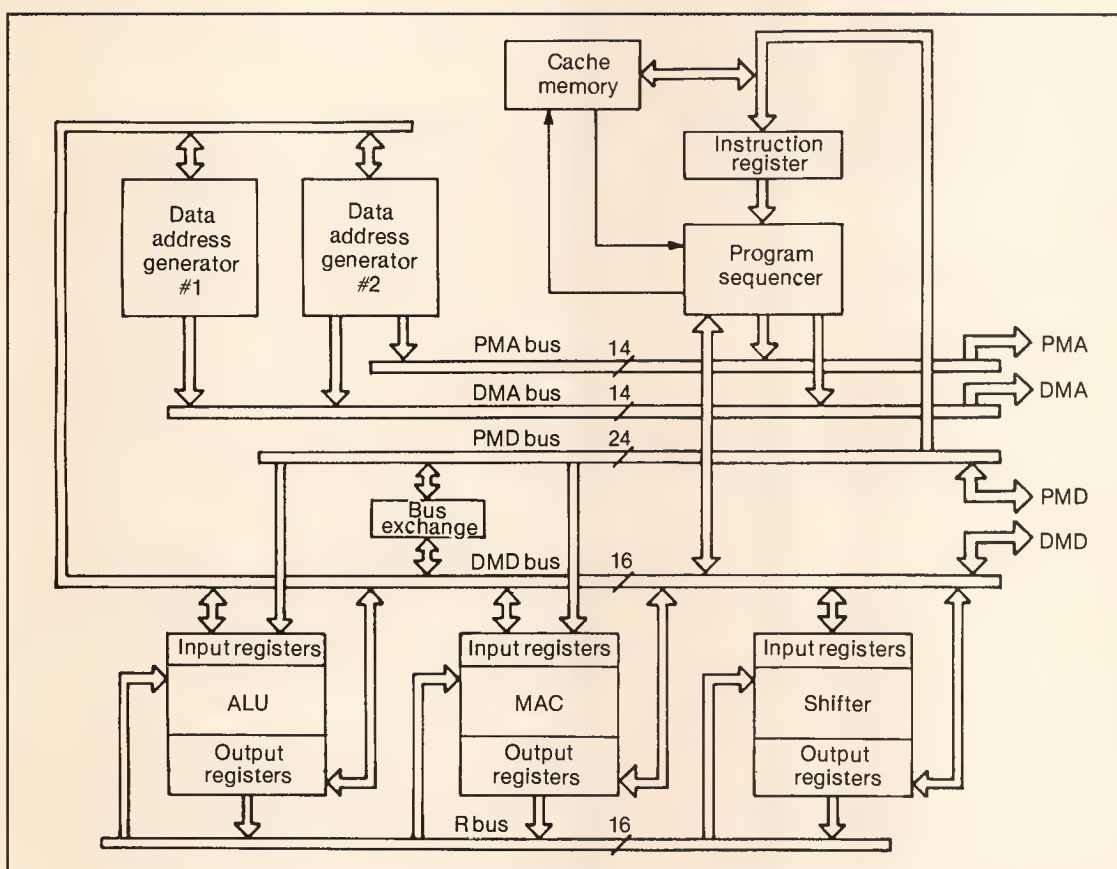 Cache
memory
Instruction
register
Data
address
generator
#1
Data
address
generator
#2
Program
sequencer
PMA bus
14
PMA
DMA bus
14
DMA
PMD bus
24
PMD
Bus
exchange
DMD
DMD bus
16
Input registers
ALU
Output
registers
Input registers
MAC
Output
registers
Input registers
Shifter
Output
registers
R bus
16